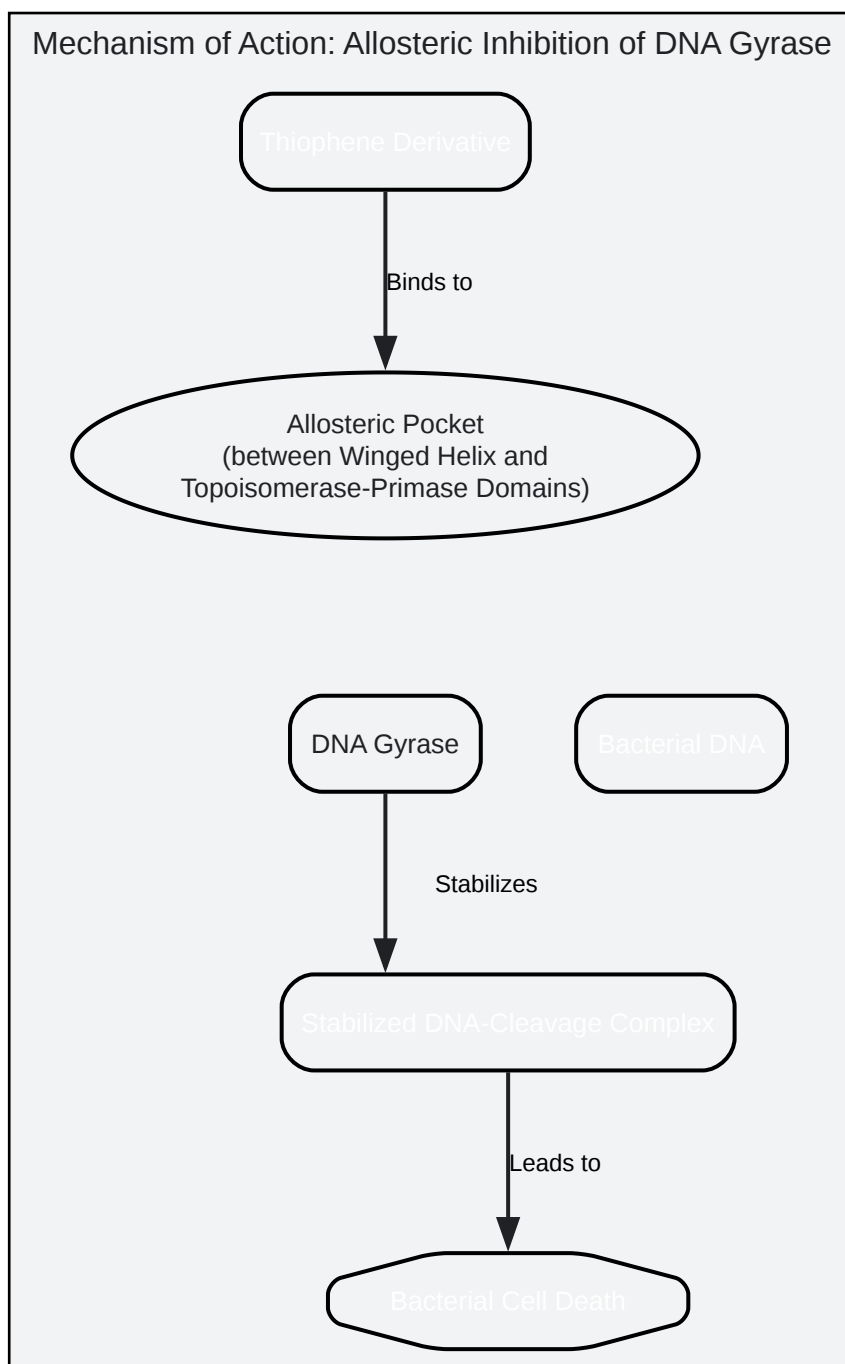 Mechanism of Action: Allosteric Inhibition of DNA Gyrase
Thiophene Derivative
Binds to
Allosteric Pocket
(between Winged Helix and
Topoisomerase-Primase Domains)
DNA Gyrase
Bacterial DNA
Stabilizes
Stabilized DNA-Cleavage Complex
Leads to
Bacterial Cell Death